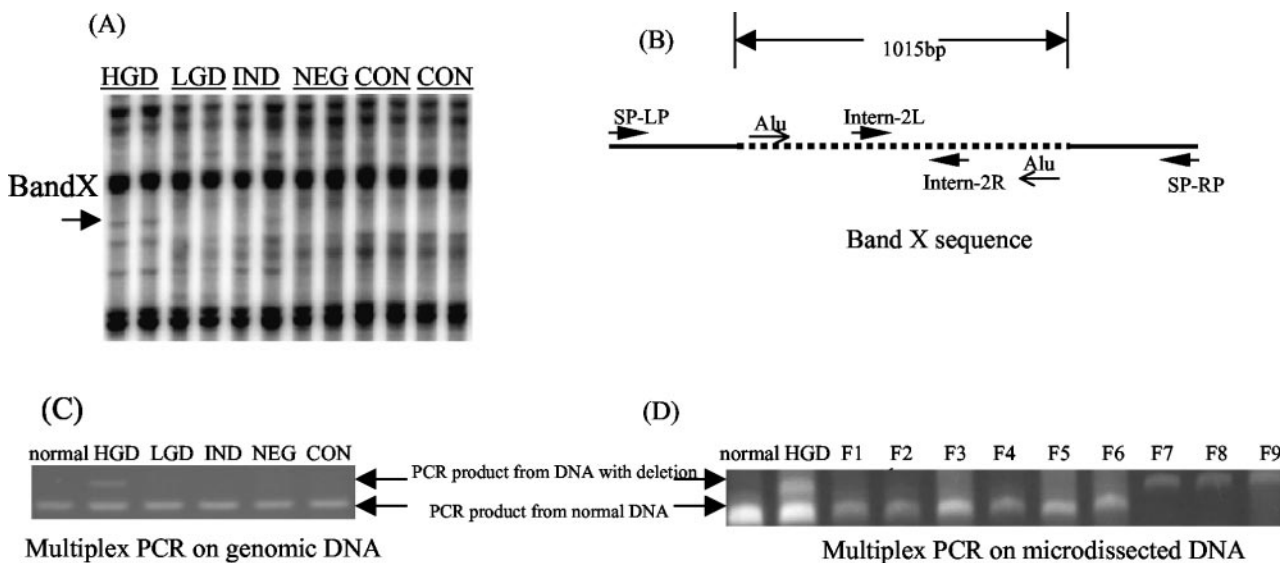 (A)
HGD LGD IND NEG CON CON
BandX
(B)
1015bp
SP-LP
Alu
Intern-2L
Intern-2R
Alu
SP-RP
Band X sequence
(C)
normal HGD LGD IND NEG CON
PCR product from DNA with deletion
PCR product from normal DNA
Multiplex PCR on genomic DNA
(D)
normal HGD F1 F2 F3 F4 F5 F6 F7 F8 F9
Multiplex PCR on microdissected DNA